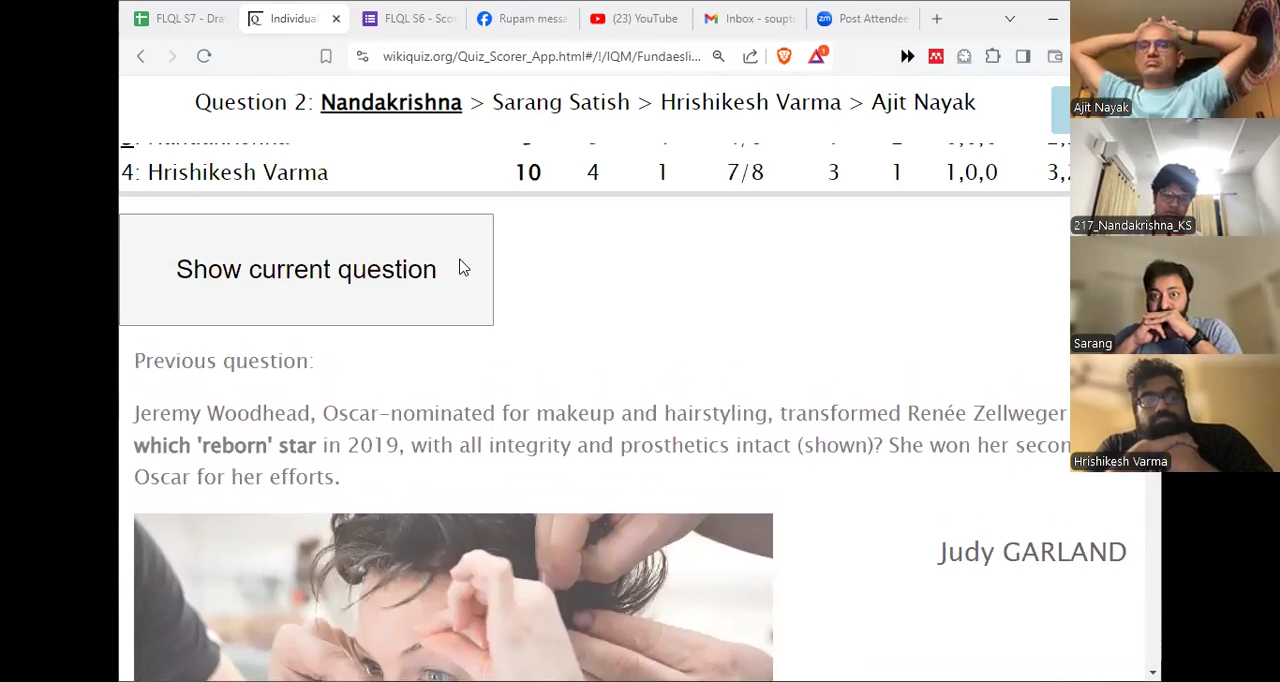 FLQL S7 - Dra
Individual
FLQL S6 - Sco
Rupam mess
(23) YouTube
Inbox - soupti
Post Attendee
wikiquiz.org/Quiz_Scorer_App.html#/!/IQM/Fundaesli...
1
Question 2: Nandakrishna > Sarang Satish > Hrishikesh Varma > Ajit Nayak
4: Hrishikesh Varma 10 4 1 7/8 3 1 1,0,0 3,
Show current question
Previous question:
Jeremy Woodhead, Oscar-nominated for makeup and hairstyling, transformed Renée Zellweger
which 'reborn' star in 2019, with all integrity and prosthetics intact (shown)? She won her secon
Oscar for her efforts.
Judy GARLAND
Ajit Nayak
217_Nandakrishna_KS
Sarang
Hrishikesh Varma